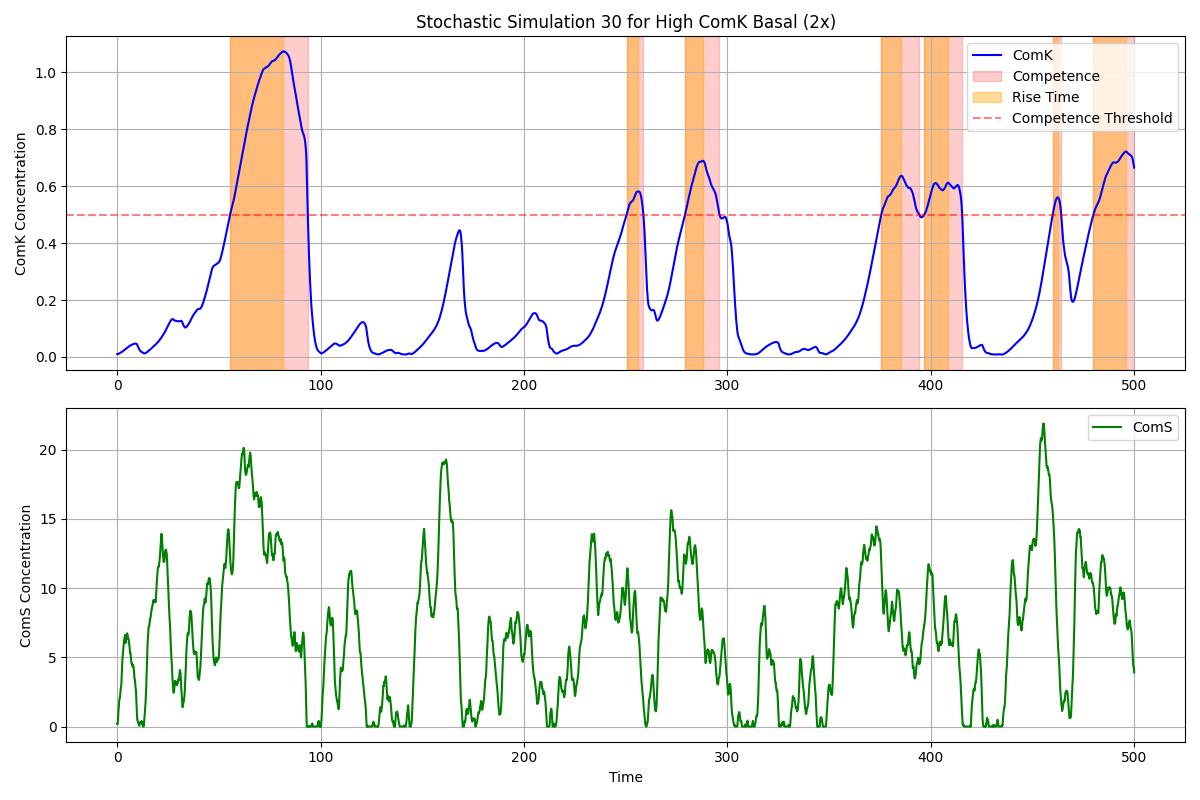 Stochastic Simulation 30 for High ComK Basal (2x)
ComK Concentration
1.0
0.8
0.6
0.4
0.2
0.0
ComK
Competence
Rise Time
Competence Threshold
0 100 200 300 400 500
ComS Concentration
20
15
10
5
0
ComS
0 100 200 300 400 500
Time